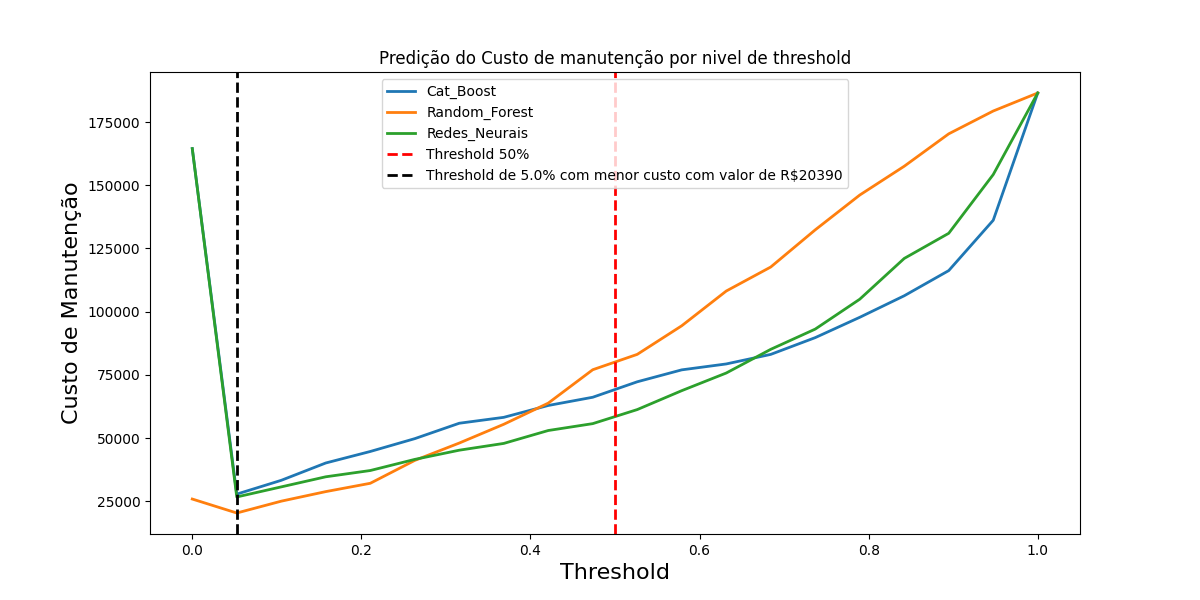 Predição do Custo de manutenção por nivel de threshold
Cat_Boost
Random_Forest
Redes_Neurais
Threshold 50%
Threshold de 5.0% com menor custo com valor de R$20390
Custo de Manutenção
175000
150000
125000
100000
75000
50000
25000
0.0 0.2 0.4 0.6 0.8 1.0
Threshold